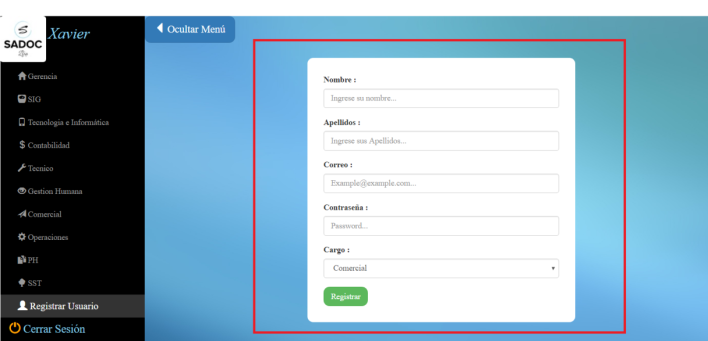 SADOC
Xavier
Ocultar Menú
Gerencia
SIG
Tecnologia e Informática
Contabilidad
Tecnico
Gestion Humana
Comercial
Operaciones
PH
SST
Registrar Usuario
Cerrar Sesión
Nombre :
Ingrese su nombre...
Apellidos :
Ingrese sus Apellidos...
Correo :
Example@example.com...
Contraseña :
Password...
Cargo :
Comercial
Registrar